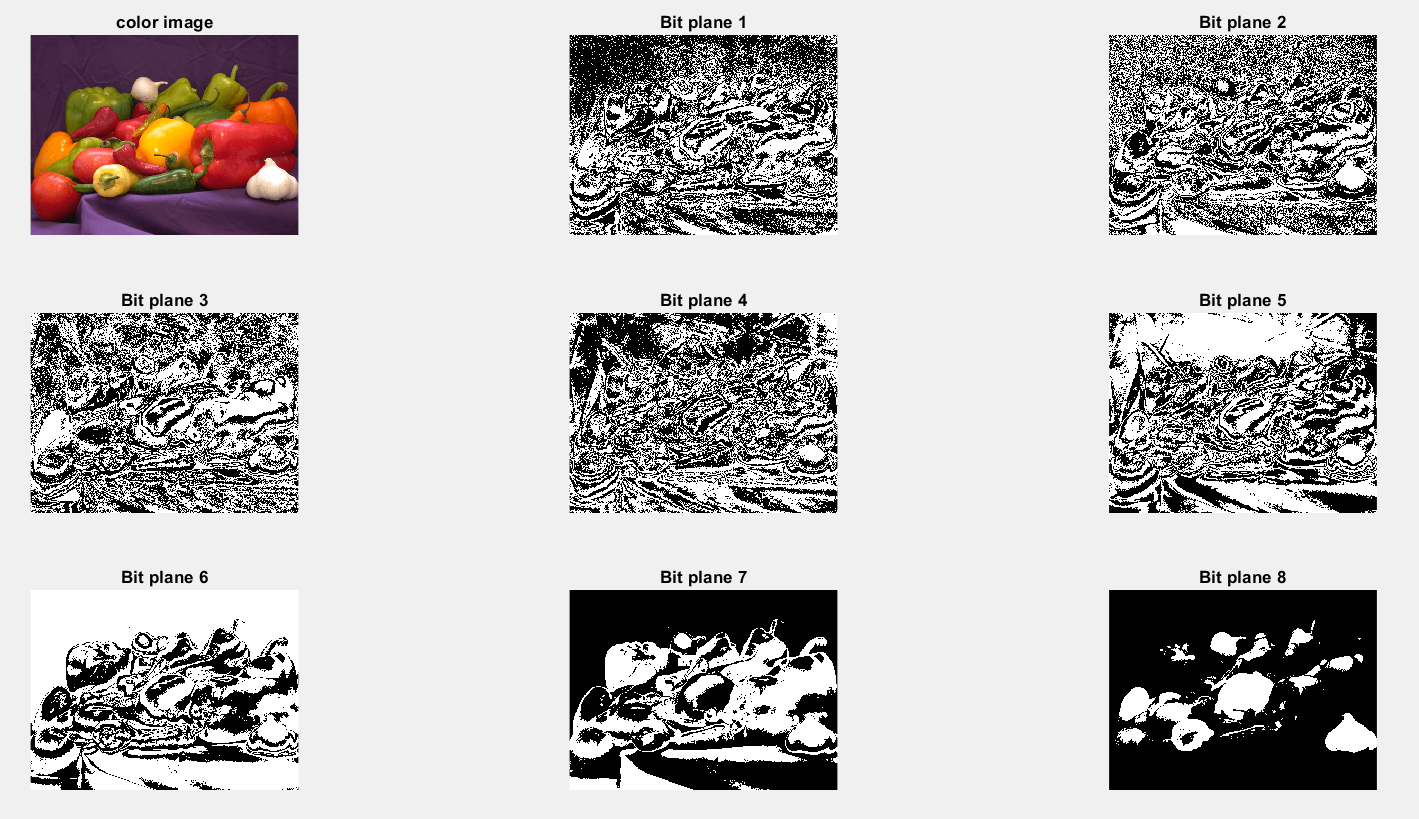 color image
Bit plane 1
Bit plane 2
Bit plane 3
Bit plane 4
Bit plane 5
Bit plane 6
Bit plane 7
Bit plane 8